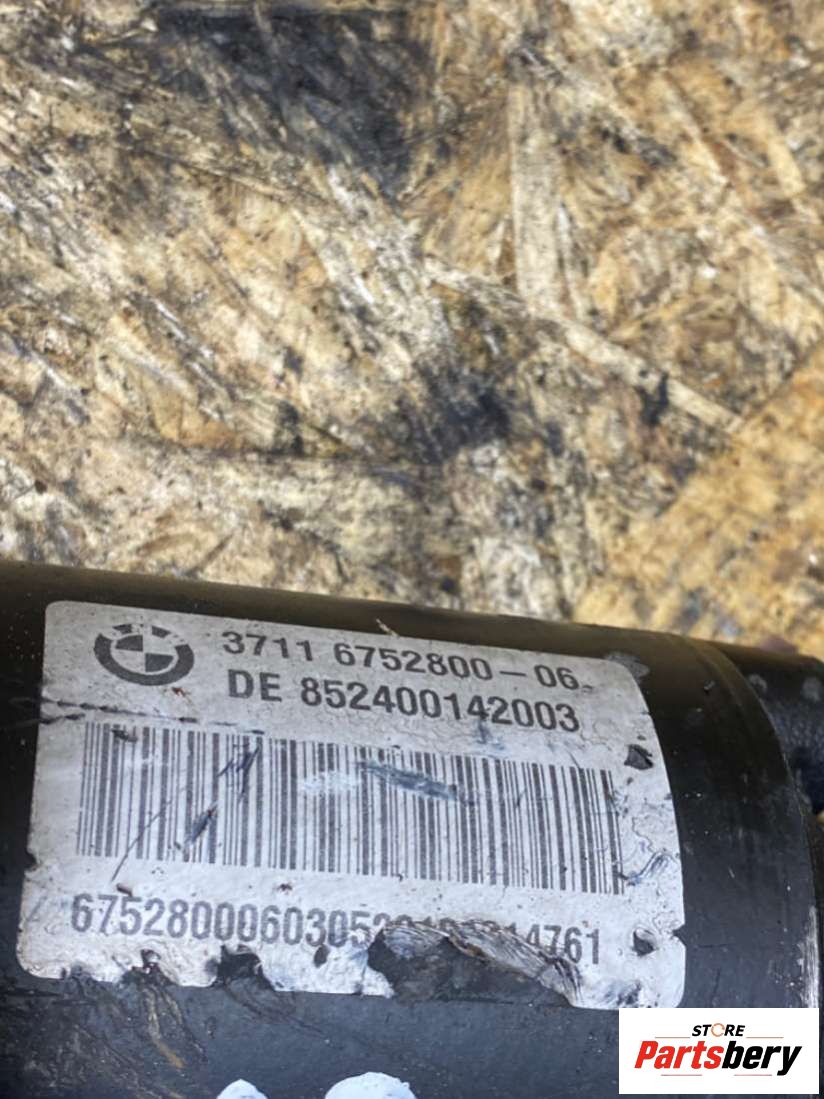 3711 6752800-06
DE 852400142003
STORE
Partsbery